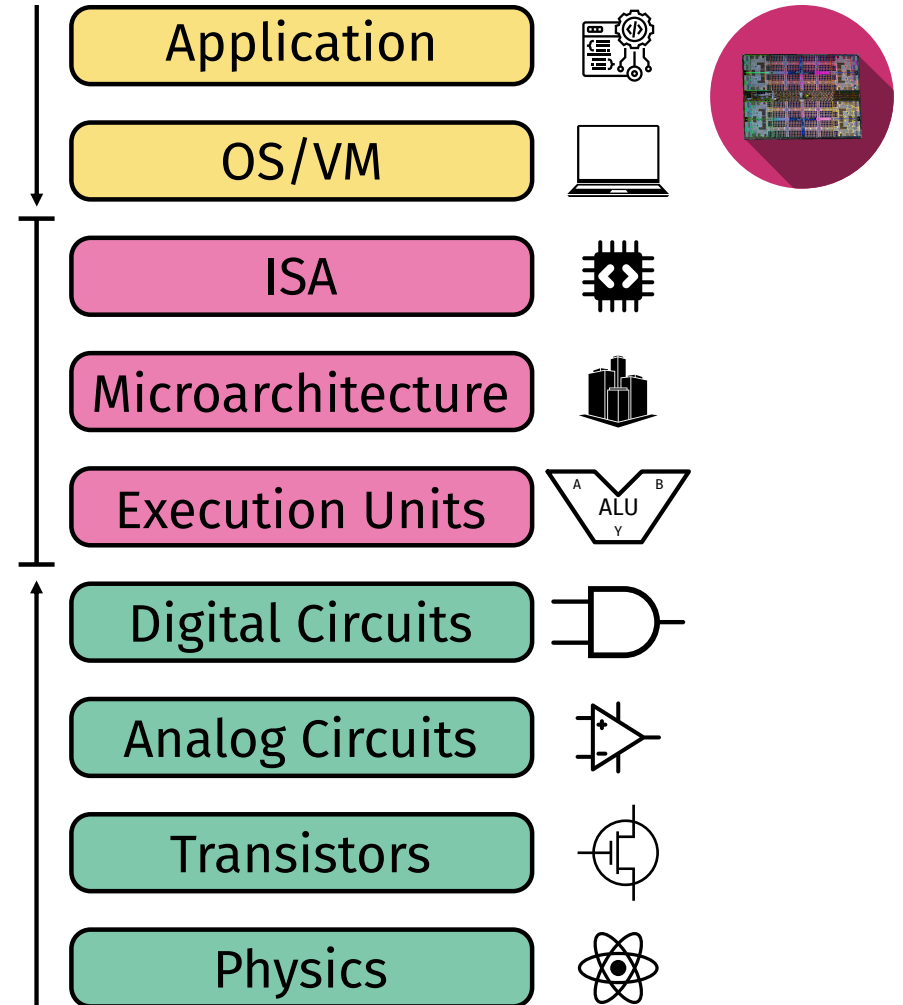 Application
OS/VM
ISA
Microarchitecture
Execution Units
A B
ALU
Y
Digital Circuits
Analog Circuits
Transistors
Physics